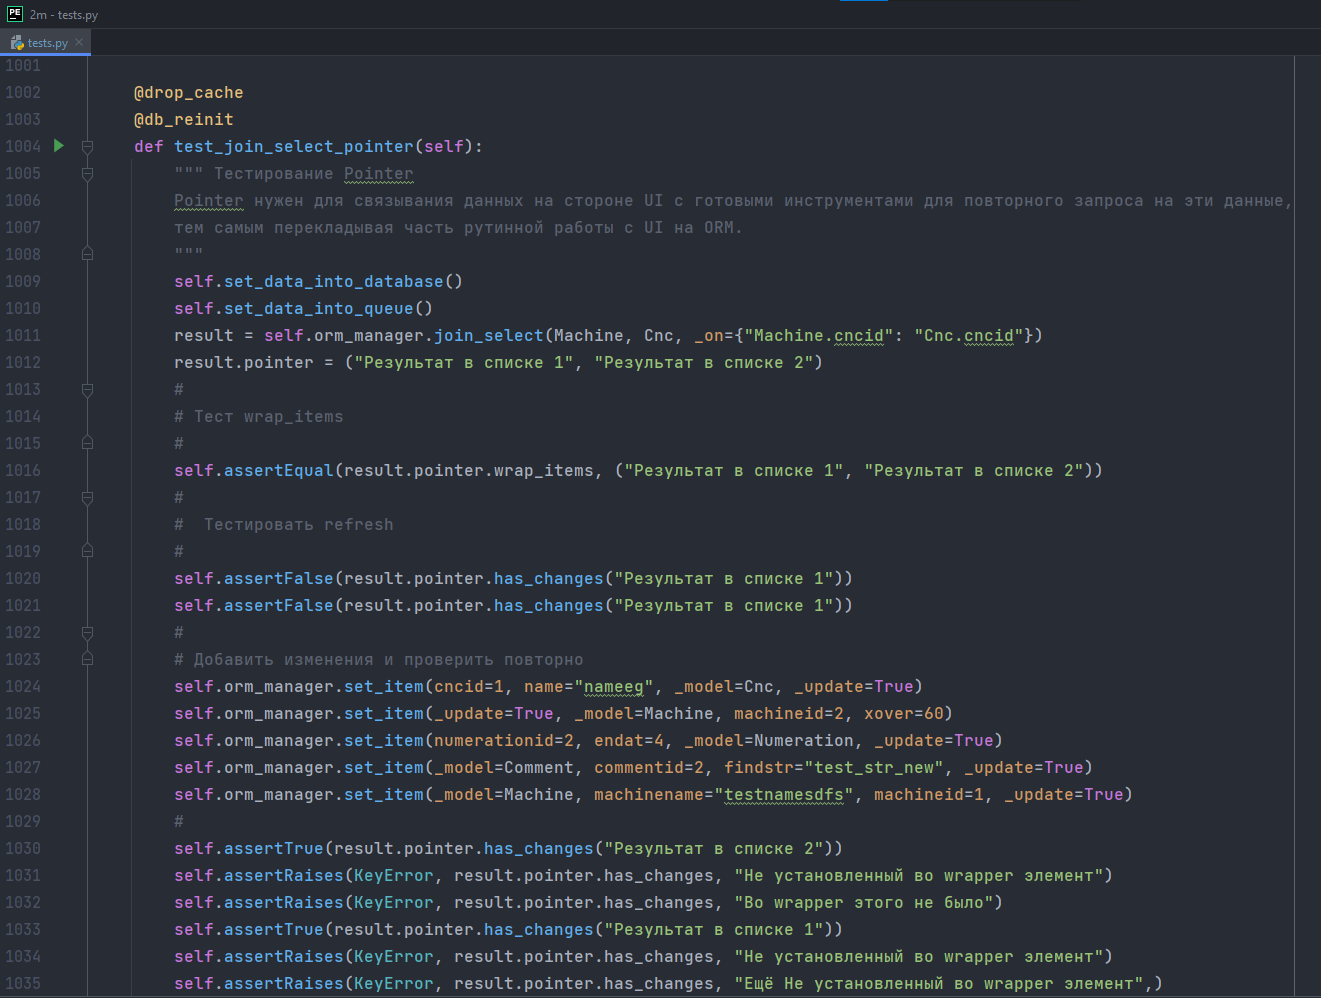 PE 2m - tests.py
tests.py
1001
1002 @drop_cache
1003 @db_reinit
1004 def test_join_select_pointer(self):
1005 """ Тестирование Pointer
1006 Pointer нужен для связывания данных на стороне UI с готовыми инструментами для повторного запроса на эти данные,
1007 тем самым перекладывая часть рутинной работы с UI на ORM.
1008 """
1009 self.set_data_into_database()
1010 self.set_data_into_queue()
1011 result = self.orm_manager.join_select(Machine, Cnc, _on={"Machine.cncid": "Cnc.cncid"})
1012 result.pointer = ("Результат в списке 1", "Результат в списке 2")
1013 #
1014 # Тест wrap_items
1015 #
1016 self.assertEqual(result.pointer.wrap_items, ("Результат в списке 1", "Результат в списке 2"))
1017 #
1018 #  Тестировать refresh
1019 #
1020 self.assertFalse(result.pointer.has_changes("Результат в списке 1"))
1021 self.assertFalse(result.pointer.has_changes("Результат в списке 1"))
1022 #
1023 # Добавить изменения и проверить повторно
1024 self.orm_manager.set_item(cncid=1, name="nameeg", _model=Cnc, _update=True)
1025 self.orm_manager.set_item(_update=True, _model=Machine, machineid=2, xover=60)
1026 self.orm_manager.set_item(numerationid=2, endat=4, _model=Numeration, _update=True)
1027 self.orm_manager.set_item(_model=Comment, commentid=2, findstr="test_str_new", _update=True)
1028 self.orm_manager.set_item(_model=Machine, machinename="testnamesdfs", machineid=1, _update=True)
1029 #
1030 self.assertTrue(result.pointer.has_changes("Результат в списке 2"))
1031 self.assertRaises(KeyError, result.pointer.has_changes, "Не установленный во wrapper элемент")
1032 self.assertRaises(KeyError, result.pointer.has_changes, "Во wrapper этого не было")
1033 self.assertTrue(result.pointer.has_changes("Результат в списке 1"))
1034 self.assertRaises(KeyError, result.pointer.has_changes, "Не установленный во wrapper элемент")
1035 self.assertRaises(KeyError, result.pointer.has_changes, "Ещё Не установленный во wrapper элемент",)